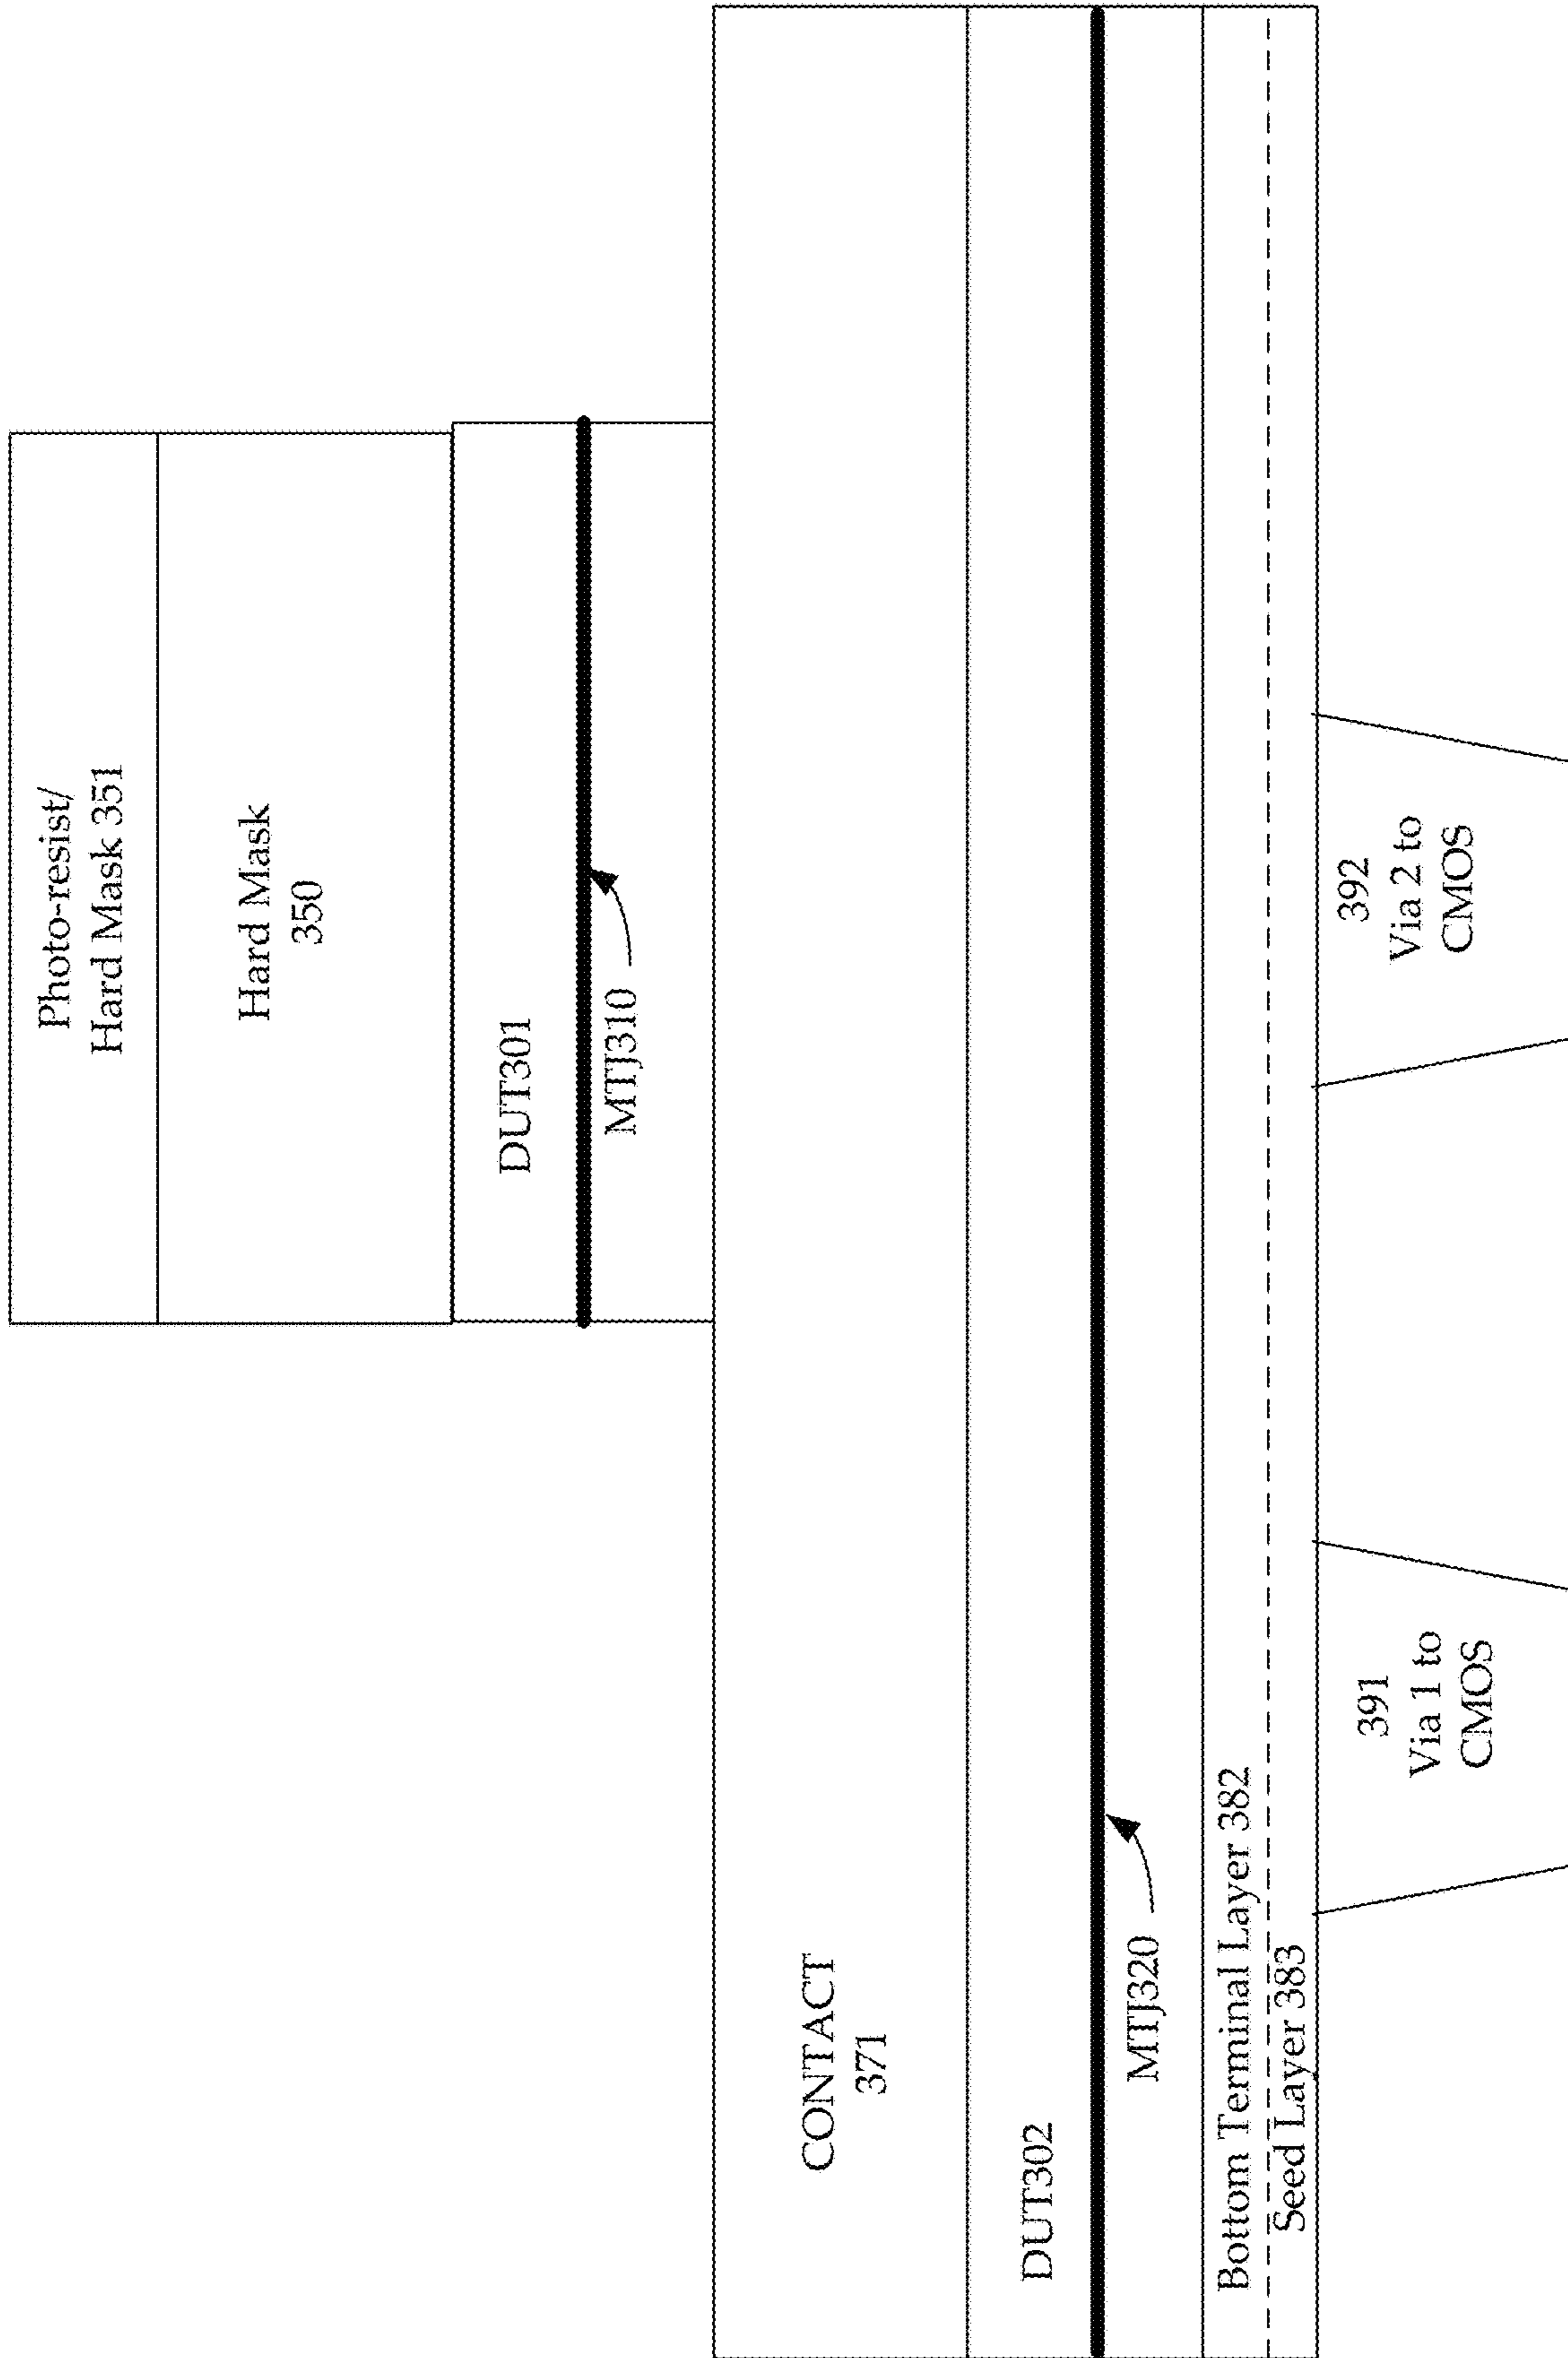 Photo-resist/
Hard Mask 351
Hard Mask
350
DUT301
MTJ310
CONTACT
371
DUT302
MTJ320
Bottom Terminal Layer 382
Seed Layer 383
391
Via 1 to
CMOS
392
Via 2 to
CMOS